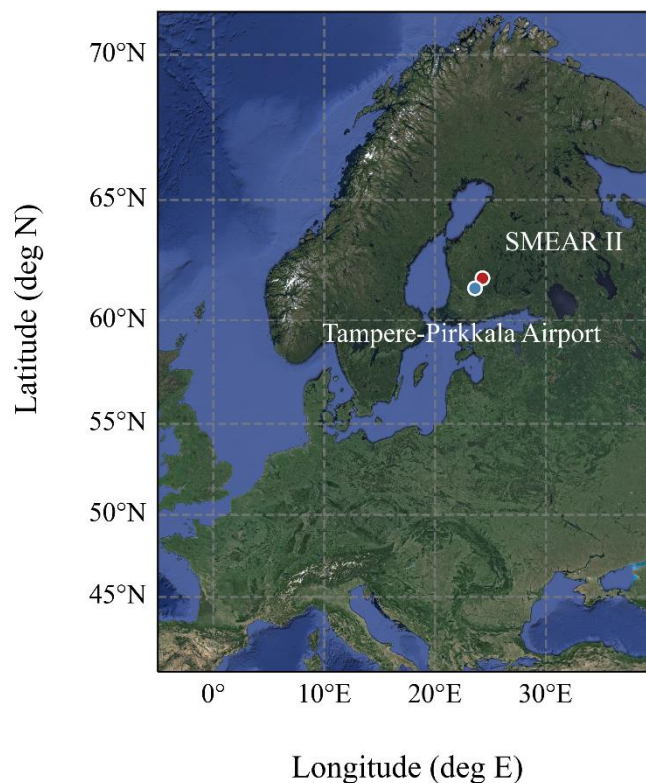 70°N
65°N
SMEAR II
60°N
Tampere-Pirkkala Airport
55°N
50°N
45°N
0°
10°E
20°E
30°E
Latitude (deg N)
Longitude (deg E)